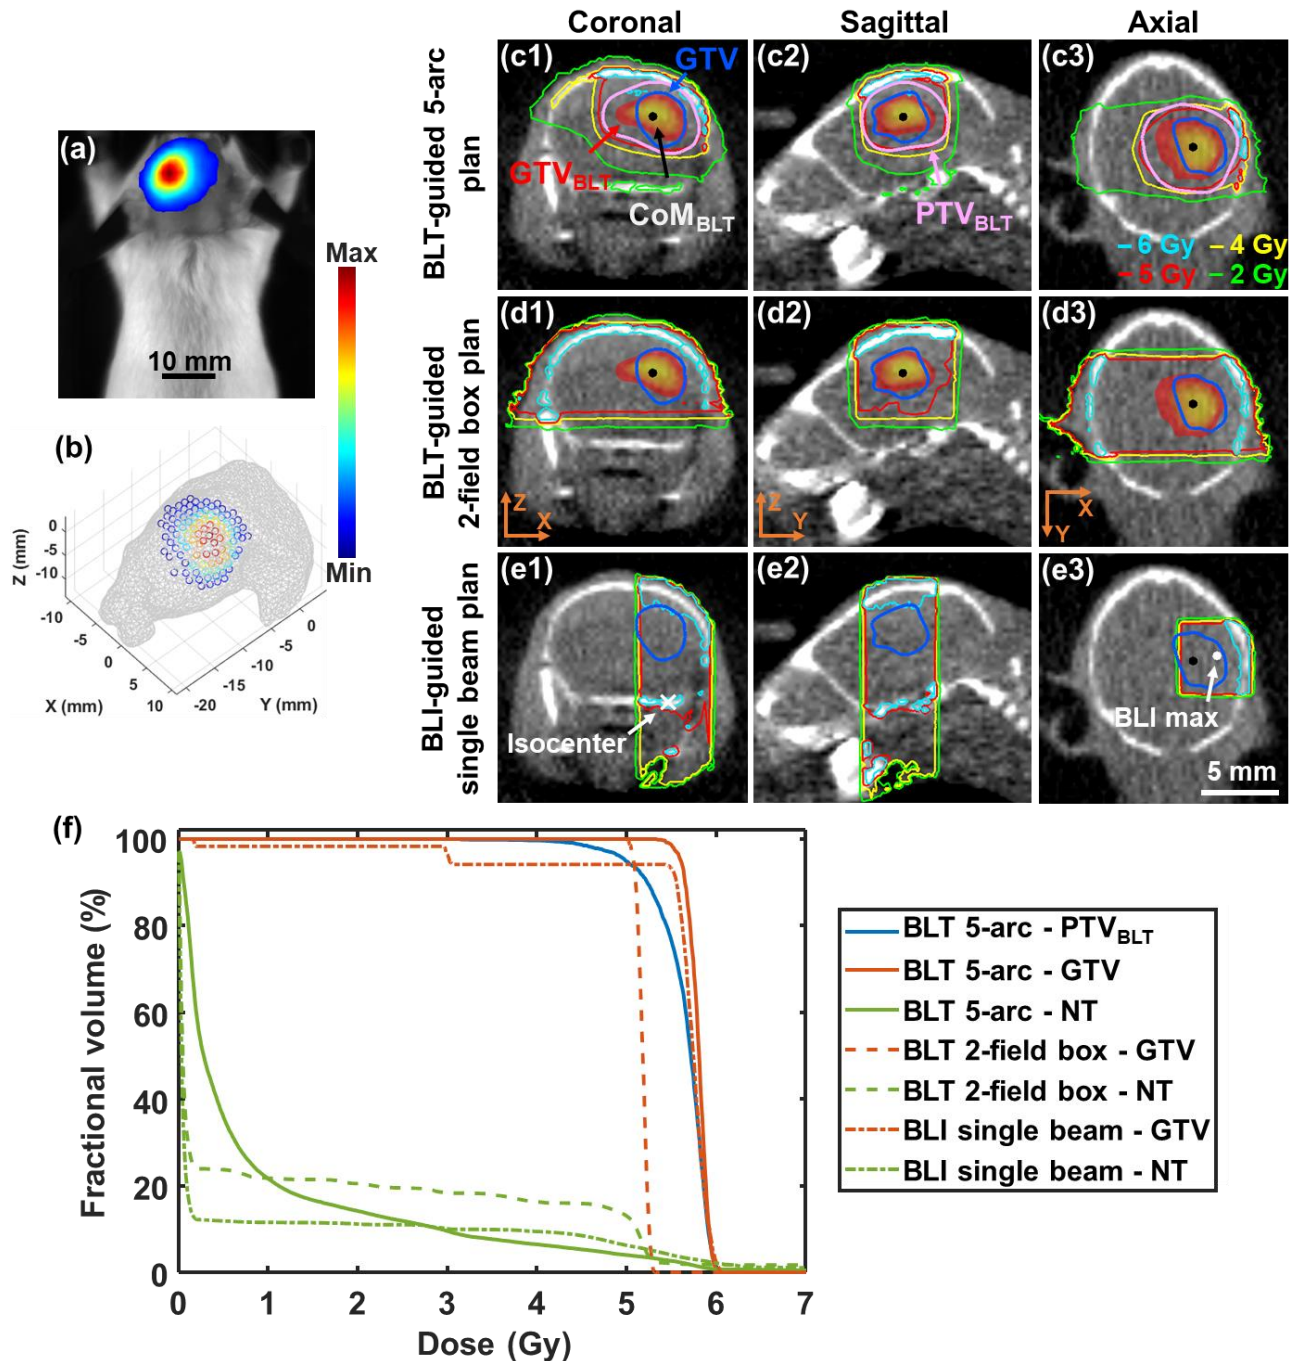 Coronal
Sagittal
Axial
BLT-guided 5-arc
plan
(c1)
GTV
GTVBLT
CoMBLT
(c2)
PTVBLT
(c3)
– 6 Gy
– 4 Gy
– 5 Gy
– 2 Gy
(a)
10 mm
Max
Min
BLT-guided
2-field box plan
(d1)
Z
X
(d2)
Z
Y
(d3)
X
Y
(b)
0
-5
-10
Z (mm)
-10
-5
0
5
10
X (mm)
-20
-15
-10
-5
0
Y (mm)
BLI-guided
single beam plan
(e1)
Isocenter
(e2)
(e3)
BLI max
5 mm
(f)
100
80
60
40
20
0
Fractional volume (%)
0
1
2
3
4
5
6
7
Dose (Gy)
BLT 5-arc - PTVBLT
BLT 5-arc - GTV
BLT 5-arc - NT
BLT 2-field box - GTV
BLT 2-field box - NT
BLI single beam - GTV
BLI single beam - NT